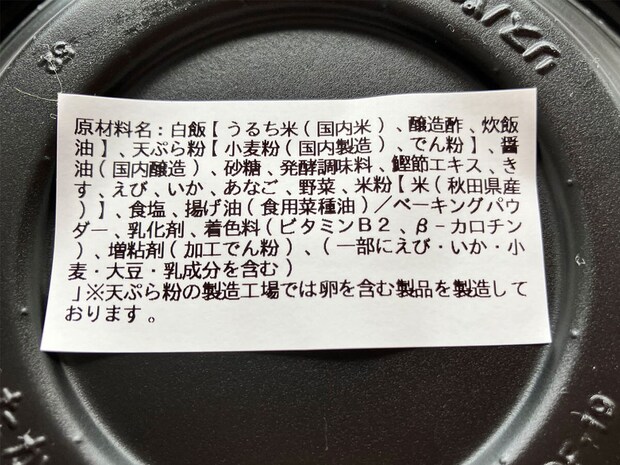 原材料名:白飯【うるち米(国内米)、醸造酢、炊飯
油】、天ぷら粉【小麦粉(国内製造)、でん粉】、醤
油(国内醸造)、砂糖、発酵調味料、鰹節エキス、き
す、えび、いか、あなご、野菜、米粉【米(秋田県産
)】、食塩、揚げ油(食用菜種油)/ベーキングパウ
ダー、乳化剤、着色料(ビタミンB2、β-カロチン
)、増粘剤(加工でん粉)、(一部にえび・いか・小
麦・大豆・乳成分を含む)
」※天ぷら粉の製造工場では卵を含む製品を製造して
おります。